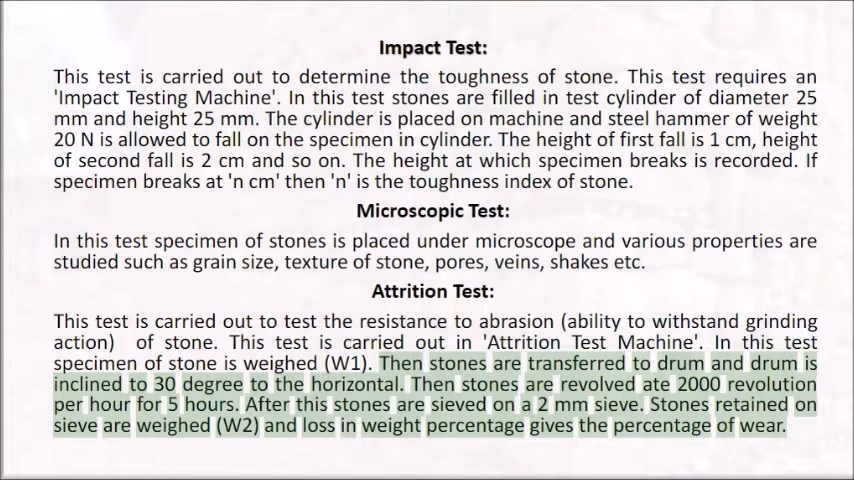 Impact Test:
This test is carried out to determine the toughness of stone. This test requires an
'Impact Testing Machine'. In this test stones are filled in test cylinder of diameter 25
mm and height 25 mm. The cylinder is placed on machine and steel hammer of weight
20 N is allowed to fall on the specimen in cylinder. The height of first fall is 1 cm, height
of second fall is 2 cm and so on. The height at which specimen breaks is recorded. If
specimen breaks at 'n cm' then 'n' is the toughness index of stone.
Microscopic Test:
In this test specimen of stones is placed under microscope and various properties are
studied such as grain size, texture of stone, pores, veins, shakes etc.
Attrition Test:
This test is carried out to test the resistance to abrasion (ability to withstand grinding
action) of stone. This test is carried out in 'Attrition Test Machine'. In this test
specimen of stone is weighed (W1). Then stones are transferred to drum and drum is
inclined to 30 degree to the horizontal. Then stones are revolved ate 2000 revolution
per hour for 5 hours. After this stones are sieved on a 2 mm sieve. Stones retained on
sieve are weighed (W2) and loss in weight percentage gives the percentage of wear.